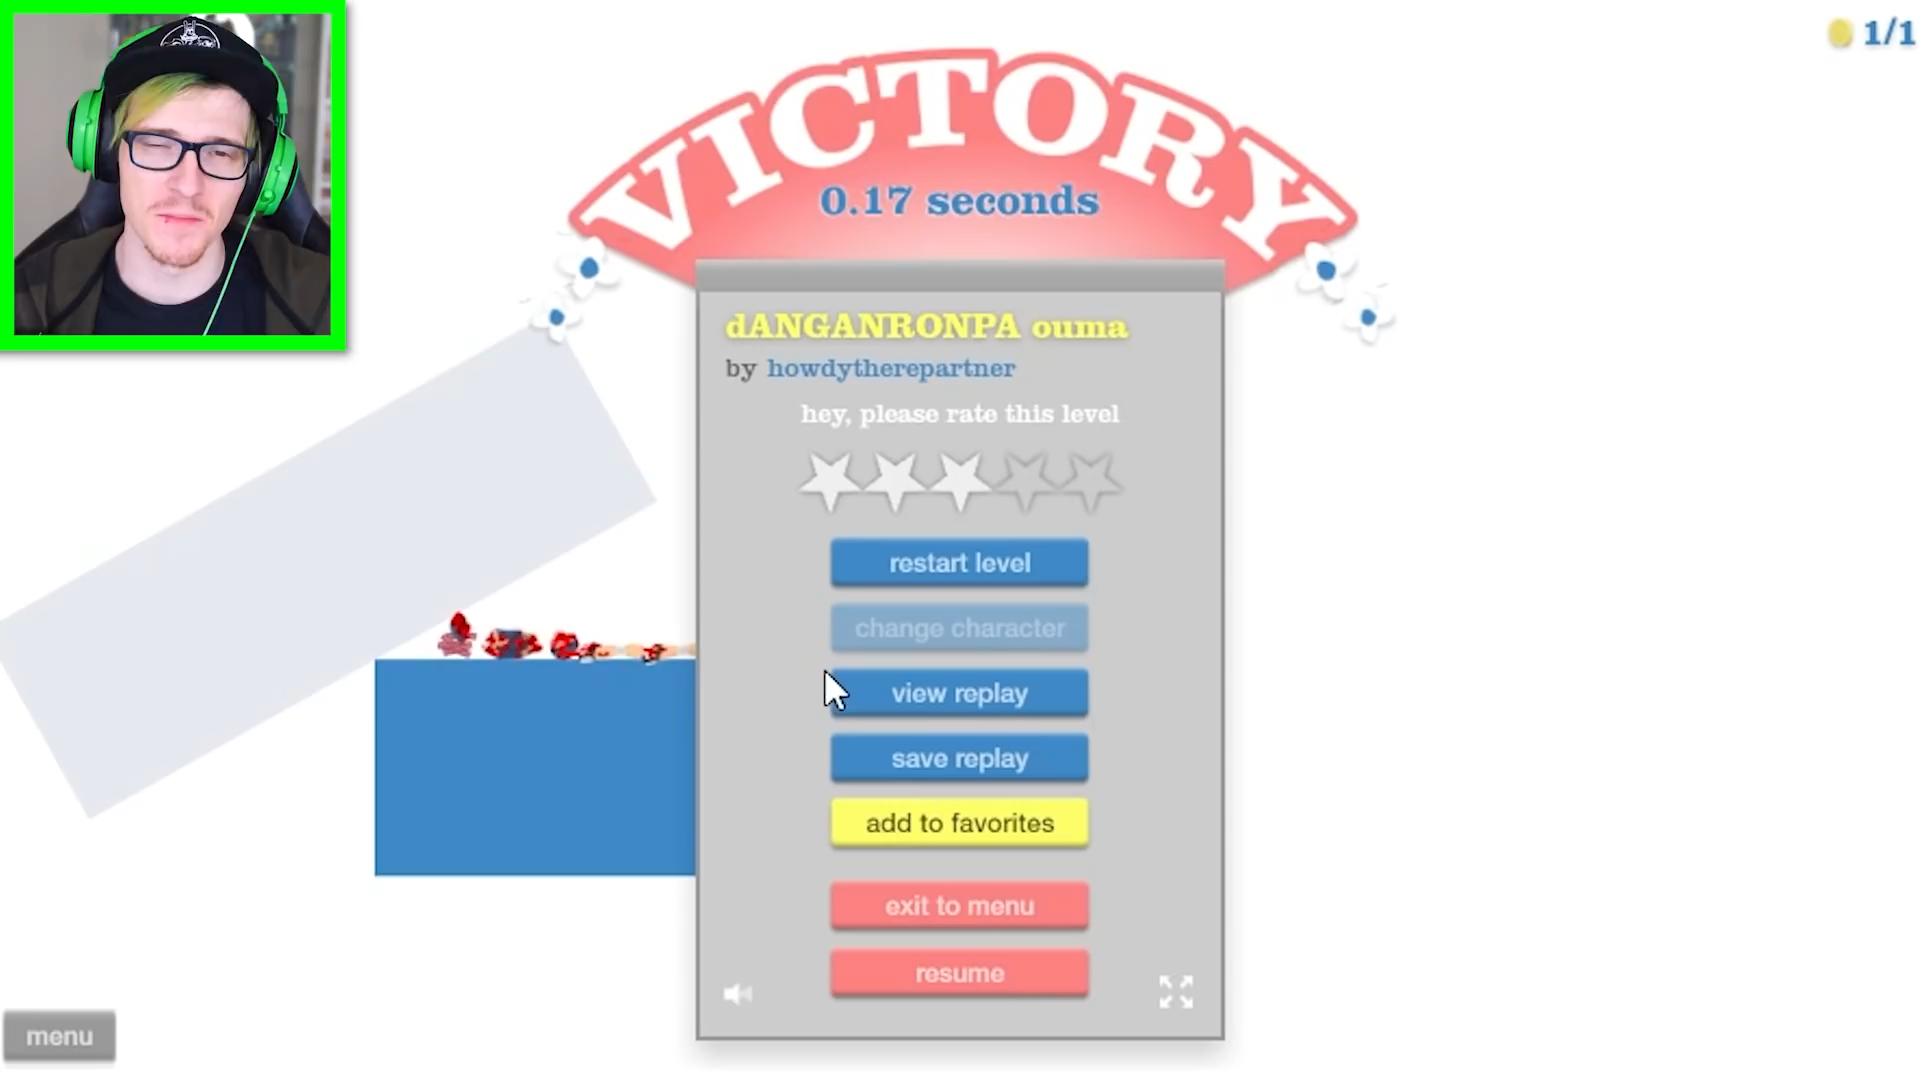 1/1
VICTORY
0.17 seconds
dANGANRONPA ouma
by howdytherepartner
hey, please rate this level
restart level
change character
view replay
save replay
add to favorites
exit to menu
resume
menu